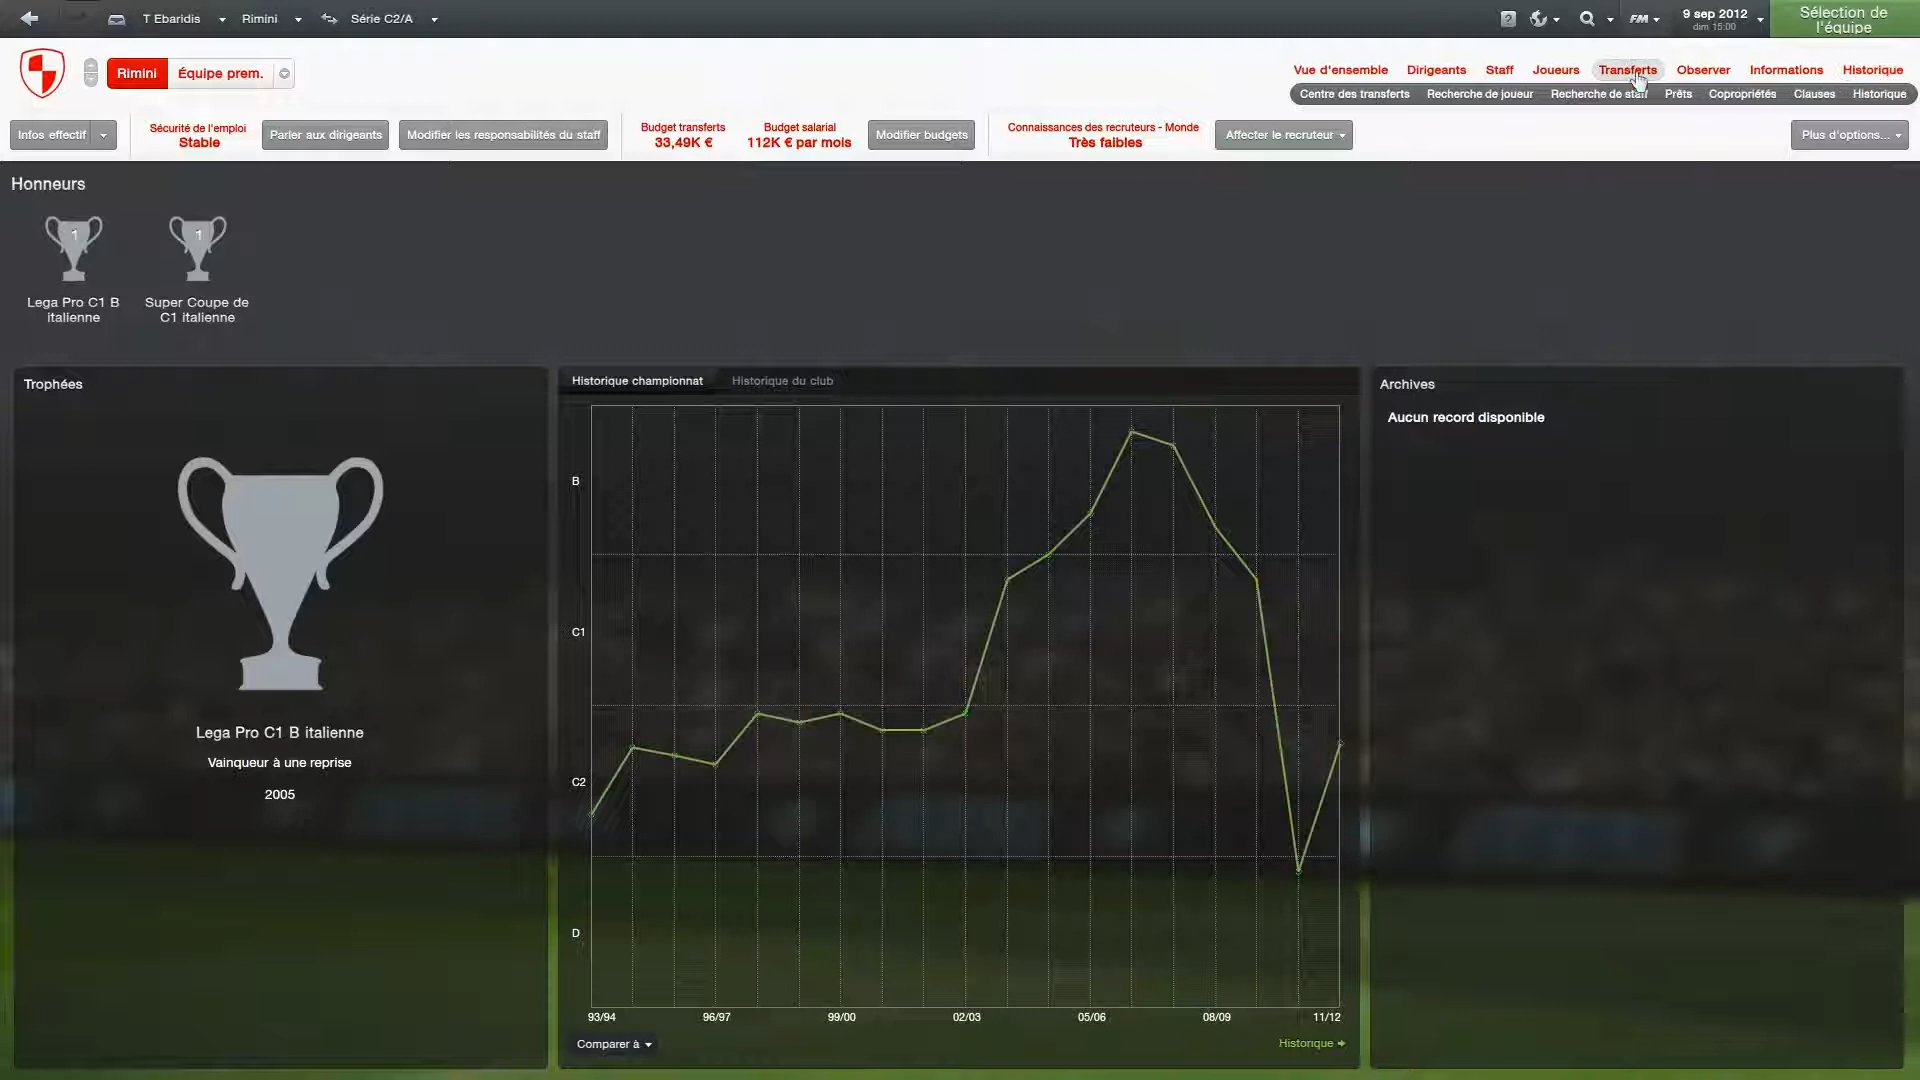 T Ebaridis
Rimini
Série C2/A
?
FM
9 sep 2012
dim 15:00
Sélection de
l'équipe
Rimini
Équipe prem.
Vue d'ensemble
Dirigeants
Staff
Joueurs
Transferts
Observer
Informations
Historique
Centre des transferts
Recherche de joueur
Recherche de staff
Prêts
Copropriétés
Clauses
Historique
Infos effectif
Sécurité de l'emploi
Stable
Parler aux dirigeants
Modifier les responsabilités du staff
Budget transferts
33,49K €
Budget salarial
112K € par mois
Modifier budgets
Connaissances des recruteurs - Monde
Très faibles
Affecter le recruteur
Plus d'options...
Honneurs
1
Lega Pro C1 B
italienne
1
Super Coupe de
C1 italienne
Trophées
Lega Pro C1 B italienne
Vainqueur à une reprise
2005
Historique championnat
Historique du club
B
C1
C2
D
93/94
96/97
99/00
02/03
05/06
08/09
11/12
Comparer à
Historique
Archives
Aucun record disponible